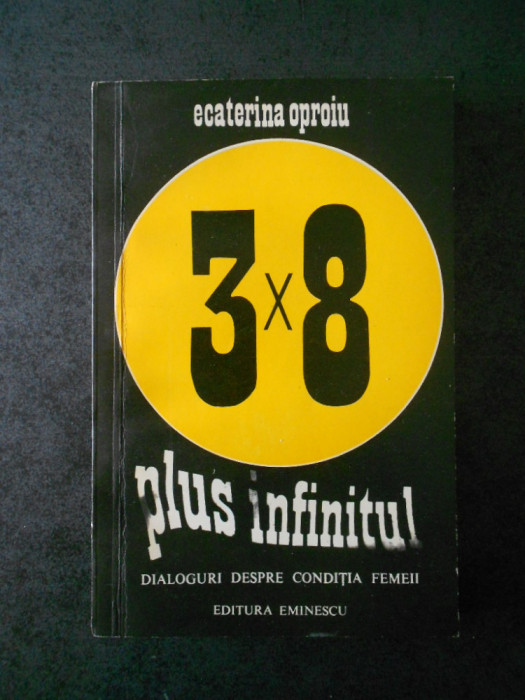 ecaterina oproiu
3x8
plus infinitul
DIALOGURI DESPRE CONDIȚIA FEMEII
EDITURA EMINESCU